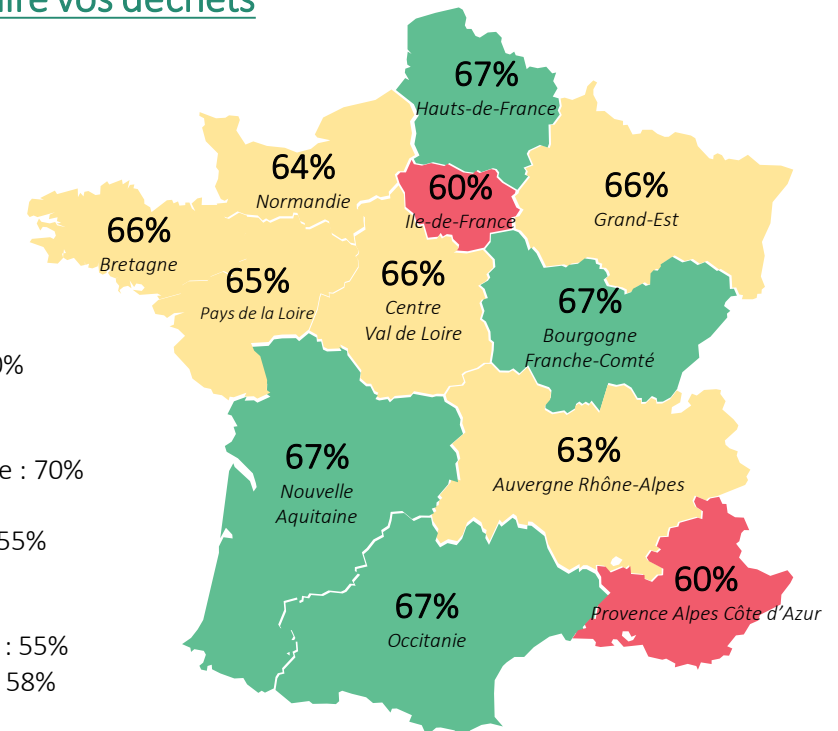 vos déchets
67%
Hauts-de-France
64%
Normandie
60%
Ile-de-France
66%
Grand-Est
66%
Bretagne
65%
Pays de la Loire
66%
Centre
Val de Loire
67%
Bourgogne
Franche-Comté
67%
Nouvelle
Aquitaine
63%
Auvergne Rhône-Alpes
67%
Occitanie
60%
Provence Alpes Côte d’Azur
: 70%
55%
: 55%
58%